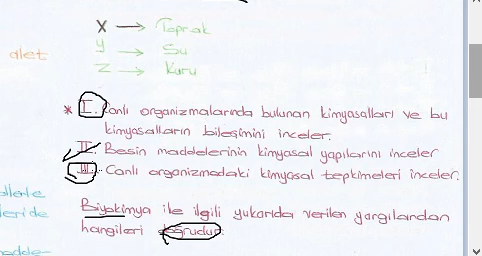 X → Toprak
Y → Su
alet
Z → Kuru
* I. Canlı organizmalarında bulunan kimyasalları ve bu
kimyasalların bileşimini inceler.
II. Besin maddelerinin kimyasal yapılarını inceler
III. Canlı organizmadaki kimyasal tepkimeleri inceler.
Biyokimya ile ilgili yukarıda verilen yargılardan
hangileri doğrudur